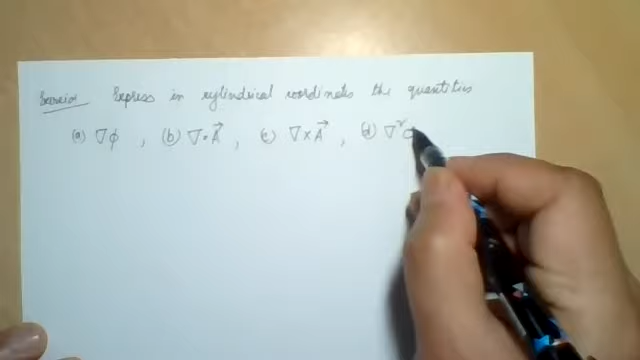 Exercise Express in cylindrical coordinates the quantities
(a) ∇ϕ , (b) ∇·A⃗ , (c) ∇×A⃗ , (d) ∇²